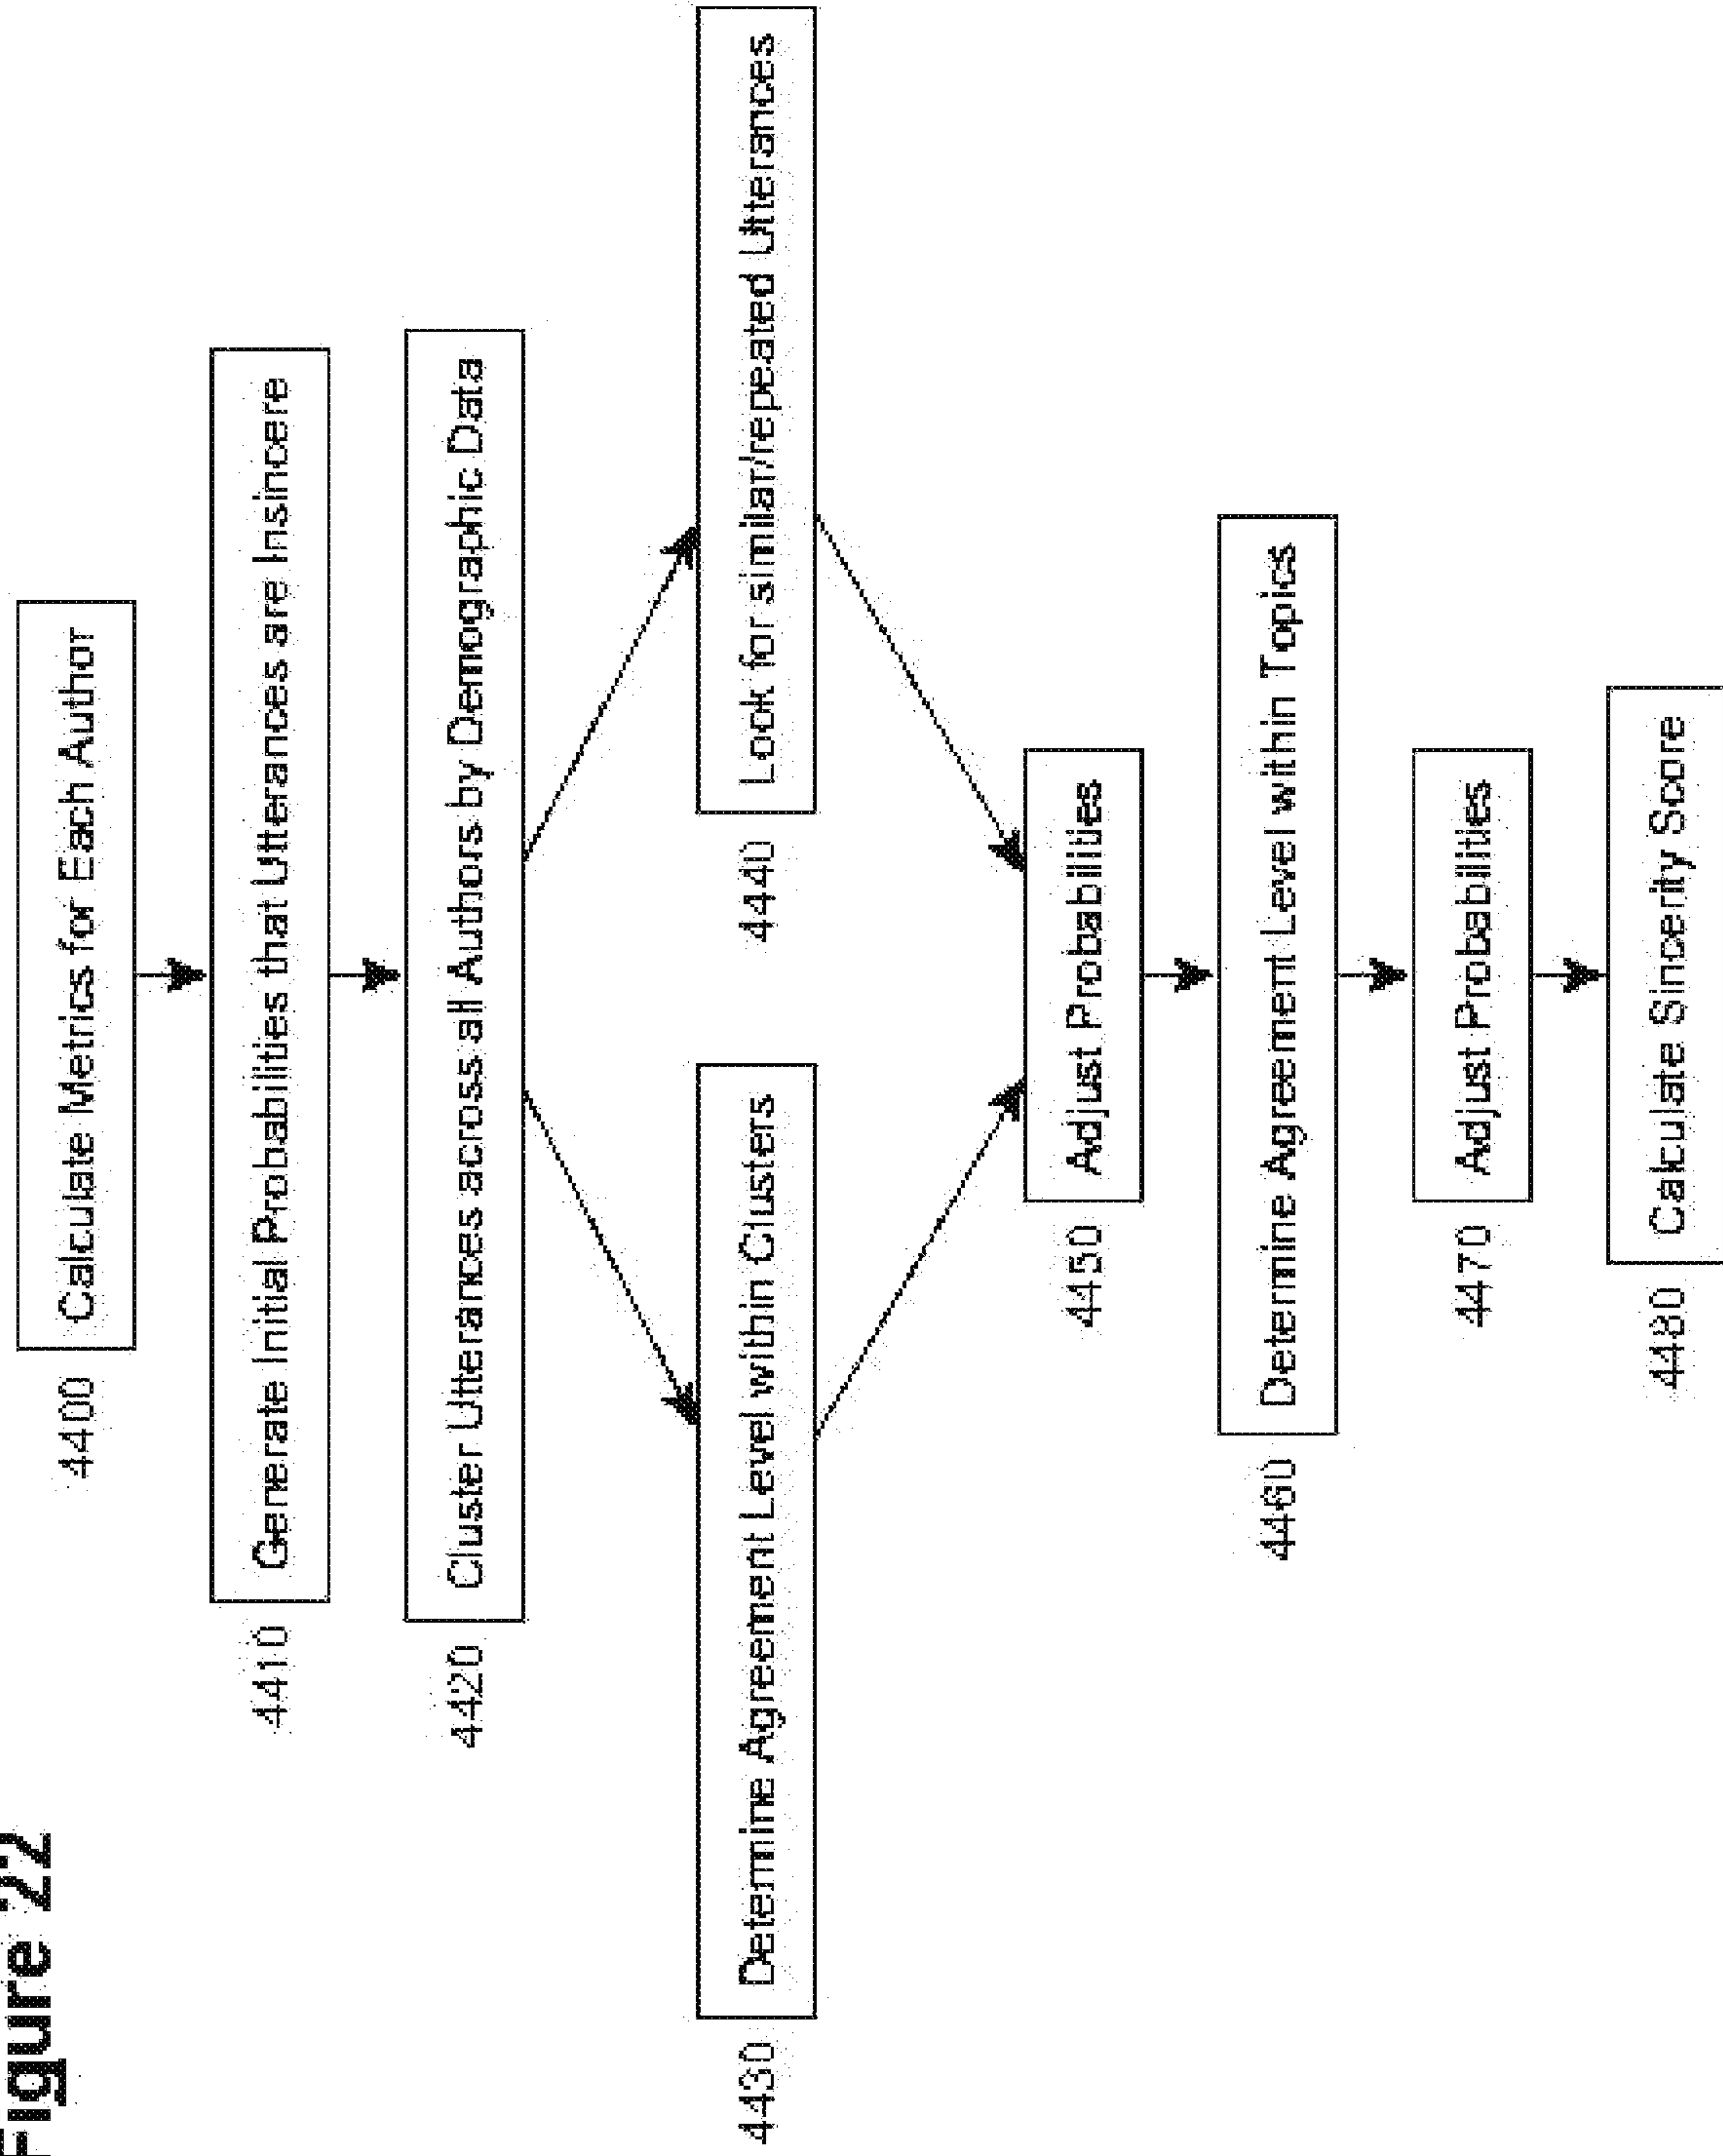 Figure 22
4400 Calculate Metrics for Each Author
4410 Generate Initial Probabilities that Utterances are Insincere
4420 Cluster Utterances across all Authors by Demographic Data
4430 Determine Agreement Level within Clusters
4440 Look for similar/repeated Utterances
4450 Adjust Probabilities
4460 Determine Agreement Level within Topics
4470 Adjust Probabilities
4480 Calculate Sincerity Score